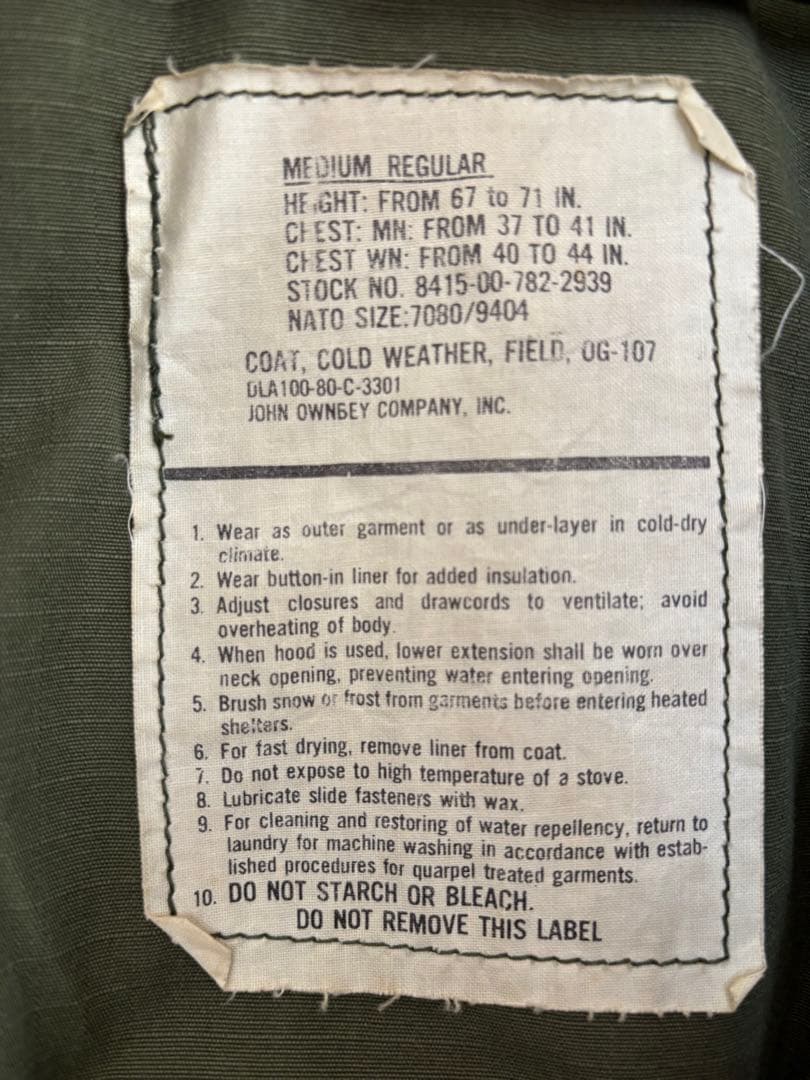 MEDIUM REGULAR
HEIGHT: FROM 67 to 71 IN.
CHEST: MN: FROM 37 TO 41 IN.
CHEST WN: FROM 40 TO 44 IN.
STOCK NO. 8415-00-782-2939
NATO SIZE:7080/9404
COAT, COLD WEATHER, FIELD, OG-107
DLA100-80-C-3301
JOHN OWNBEY COMPANY, INC.
1. Wear as outer garment or as under-layer in cold-dry
climate.
2. Wear button-in liner for added insulation.
3. Adjust closures and drawcords to ventilate; avoid
overheating of body.
4. When hood is used, lower extension shall be worn over
neck opening, preventing water entering opening.
5. Brush snow or frost from garments before entering heated
shelters.
6. For fast drying, remove liner from coat.
7. Do not expose to high temperature of a stove.
8. Lubricate slide fasteners with wax.
9. For cleaning and restoring of water repellency, return to
laundry for machine washing in accordance with estab-
lished procedures for quarpel treated garments.
10. DO NOT STARCH OR BLEACH.
DO NOT REMOVE THIS LABEL